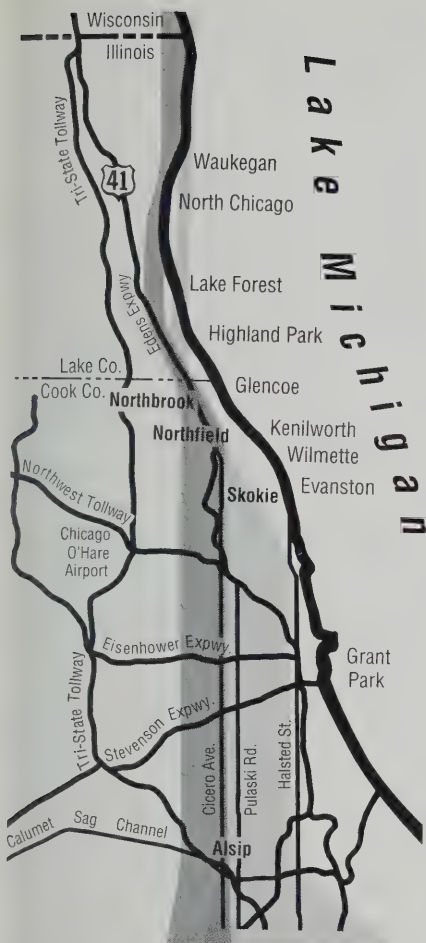 Wisconsin
Illinois
Lake Michigan
Tri-State Tollway
41
Waukegan
North Chicago
Lake Forest
Edens Expwy
Highland Park
Lake Co.
Cook Co.
Glencoe
Northbrook
Northfield
Kenilworth
Wilmette
Evanston
Skokie
Northwest Tollway
Chicago
O'Hare
Airport
Eisenhower Expwy.
Grant
Park
Tri-State Tollway
Stevenson Expwy.
Cicero Ave.
Pulaski Rd.
Halsted St.
Calumet Sag Channel
Alsip